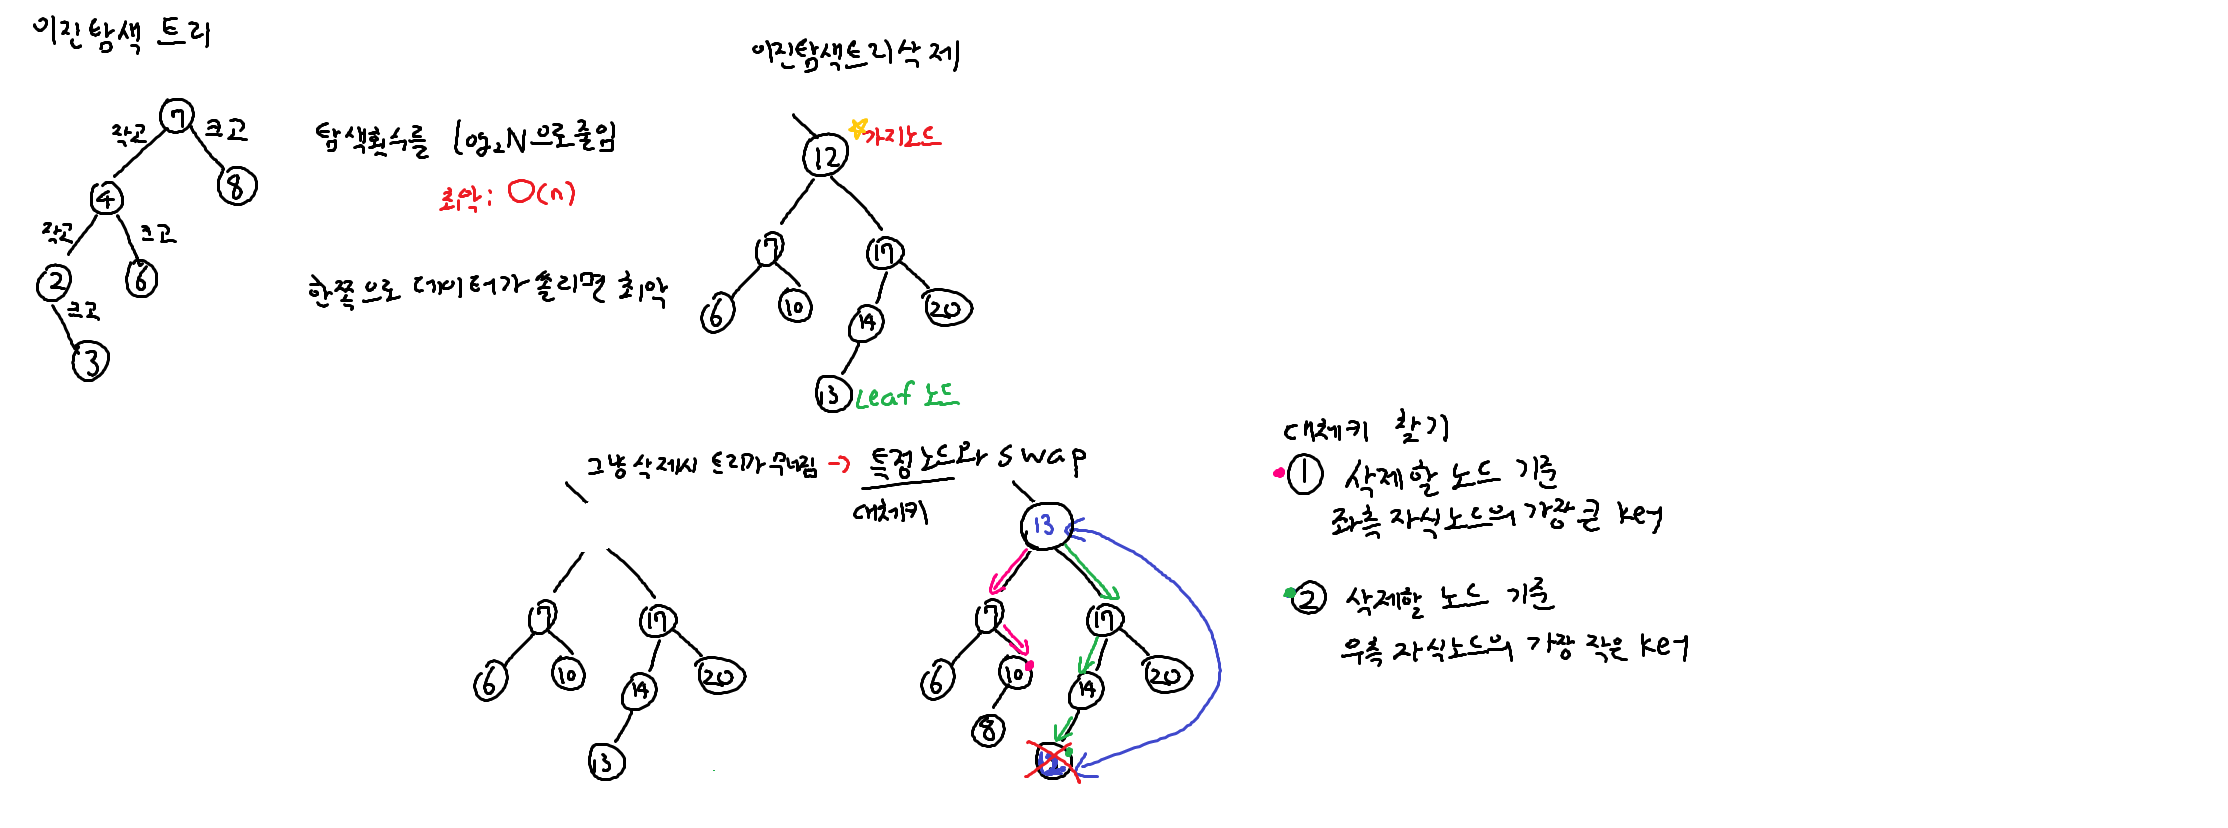 이진탐색 트리
7
작고
크고
4
8
작고
크고
2
6
크고
3
탐색횟수를 log₂N으로줄임
최악: O(n)
한쪽으로 데이터가 쏠리면 최악
이진탐색트리삭제
12
가지노드
7
17
6
10
14
20
13
Leaf 노드
그냥 삭제시 트리가 무너짐 → 특정노드와 swap
대체키
7
17
6
10
14
20
13
13
7
17
6
10
14
20
8
12
대체키 찾기
① 삭제할 노드 기준
좌측 자식노드의 가장 큰 key
② 삭제할 노드 기준
우측 자식노드의 가장 작은 key